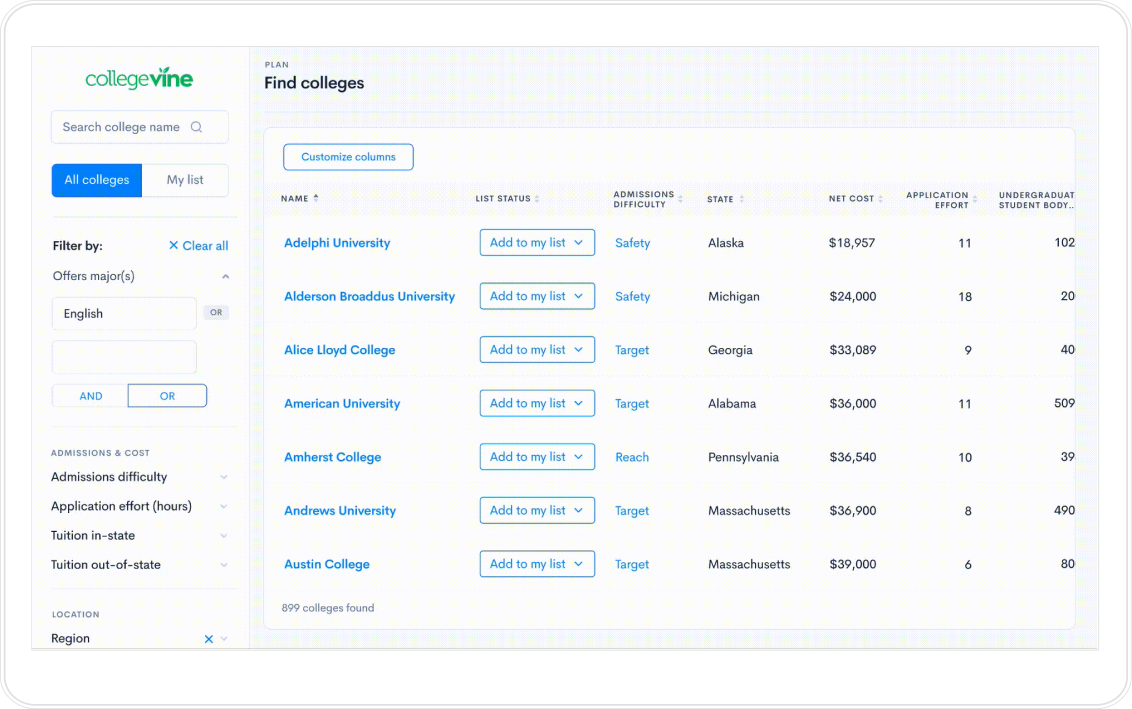 collegevine
Search college name
All colleges My list
Filter by: Clear all
Offers major(s)
English OR
AND OR
ADMISSIONS & COST
Admissions difficulty
Application effort (hours)
Tuition in-state
Tuition out-of-state
LOCATION
Region
PLAN
Find colleges
Customize columns
NAME LIST STATUS ADMISSIONS DIFFICULTY STATE NET COST APPLICATION EFFORT UNDERGRADUAT STUDENT BODY..
Adelphi University Add to my list Safety Alaska $18,957 11 102
Alderson Broaddus University Add to my list Safety Michigan $24,000 18 20
Alice Lloyd College Add to my list Target Georgia $33,089 9 40
American University Add to my list Target Alabama $36,000 11 509
Amherst College Add to my list Reach Pennsylvania $36,540 10 39
Andrews University Add to my list Target Massachusetts $36,900 8 490
Austin College Add to my list Target Massachusetts $39,000 6 80
899 colleges found